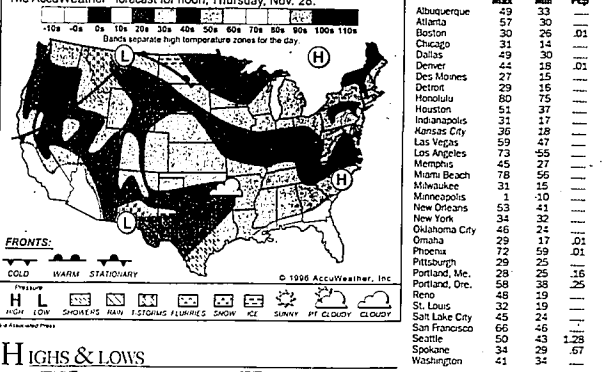 The AccuWeather forecast for noon, Thursday, Nov. 28.
-10s -0s 0s 10s 20s 30s 40s 50s 60s 70s 80s 90s 100s 110s
Bands separate high temperature zones for the day.
L
H
H
L
FRONTS:
COLD WARM STATIONARY
© 1996 AccuWeather, Inc
Pressure
H L
HIGH LOW SHOWERS RAIN T-STORMS FLURRIES SNOW ICE SUNNY PT CLOUDY CLOUDY
Associated Press
HIGHS & LOWS
Max Min Pcp
Albuquerque 49 33
Atlanta 57 30
Boston 30 26 .01
Chicago 31 14
Dallas 49 30
Denver 44 18 .01
Des Moines 27 15
Detroit 29 16
Honolulu 80 75
Houston 51 37
Indianapolis 31 17
Kansas City 36 18
Las Vegas 59 47
Los Angeles 73 55
Memphis 45 27
Miami Beach 78 56
Milwaukee 31 15
Minneapolis 1 -10
New Orleans 53 41
New York 34 32
Oklahoma City 46 24
Omaha 29 17 .01
Phoenix 72 59 .01
Pittsburgh 29 25
Portland, Me. 28 25 .16
Portland, Ore. 58 38 .25
Reno 48 19
St. Louis 32 19
Salt Lake City 45 24
San Francisco 66 46
Seattle 50 43 1.28
Spokane 34 29 .67
Washington 41 34